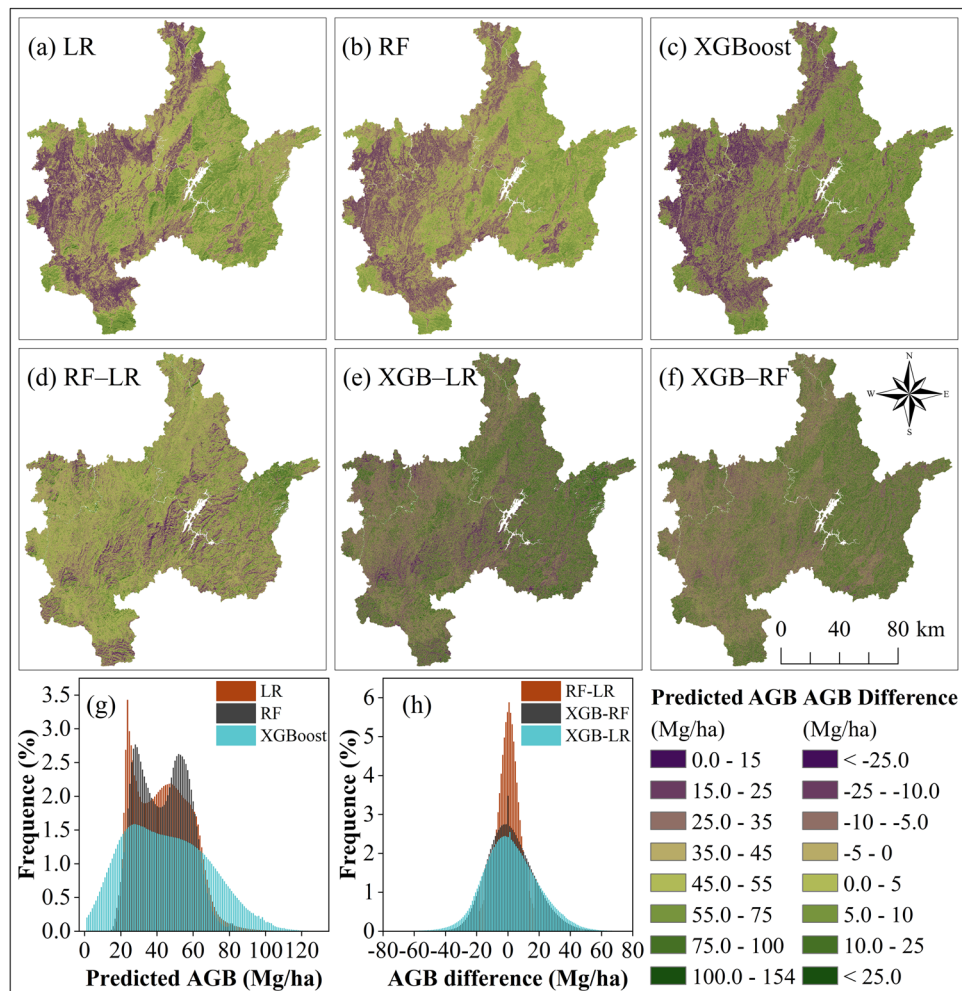 (a) LR
(b) RF
(c) XGBoost
(d) RF–LR
(e) XGB–LR
(f) XGB–RF
N
W
E
S
0 40 80 km
(g)
LR
RF
XGBoost
3.5
3.0
2.5
2.0
1.5
1.0
0.5
0.0
Frequency (%)
0 20 40 60 80 100 120
Predicted AGB (Mg/ha)
(h)
RF-LR
XGB-RF
XGB-LR
6
5
4
3
2
1
0
Frequency (%)
-80 -60 -40 -20 0 20 40 60 80
AGB difference (Mg/ha)
Predicted AGB AGB Difference
(Mg/ha) (Mg/ha)
0.0 - 15 < -25.0
15.0 - 25 -25 - -10.0
25.0 - 35 -10 - -5.0
35.0 - 45 -5 - 0
45.0 - 55 0.0 - 5
55.0 - 75 5.0 - 10
75.0 - 100 10.0 - 25
100.0 - 154 < 25.0